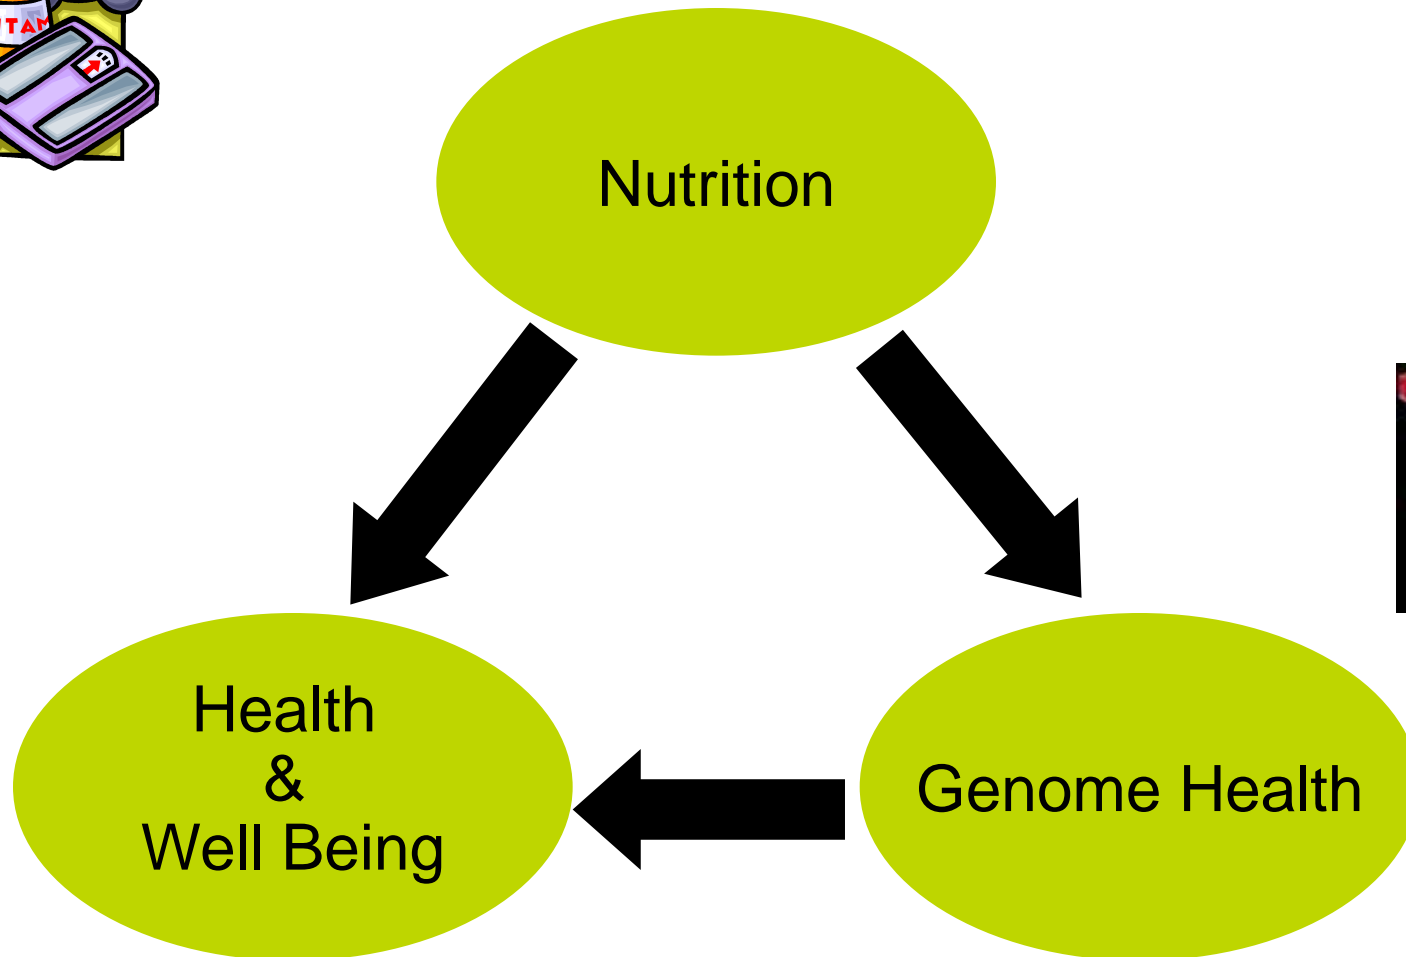 Nutrition
Health
&
Well Being
Genome Health